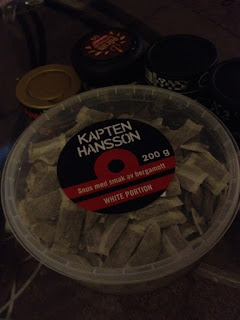 KAPTEN
HANSSON
200 g
Snus med smak av bergamott
WHITE PORTION